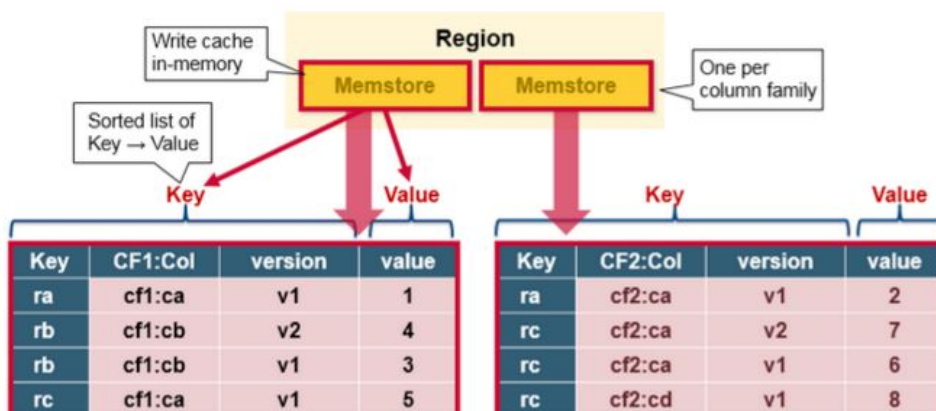 Region
Write cache
in-memory
Memstore
Memstore
One per
column family
Sorted list of
Key → Value
Key
Value
Key
Value
Key CF1:Col version value
ra cf1:ca v1 1
rb cf1:cb v2 4
rb cf1:cb v1 3
rc cf1:ca v1 5
Key CF2:Col version value
ra cf2:ca v1 2
rc cf2:ca v2 7
rc cf2:ca v1 6
rc cf2:cd v1 8